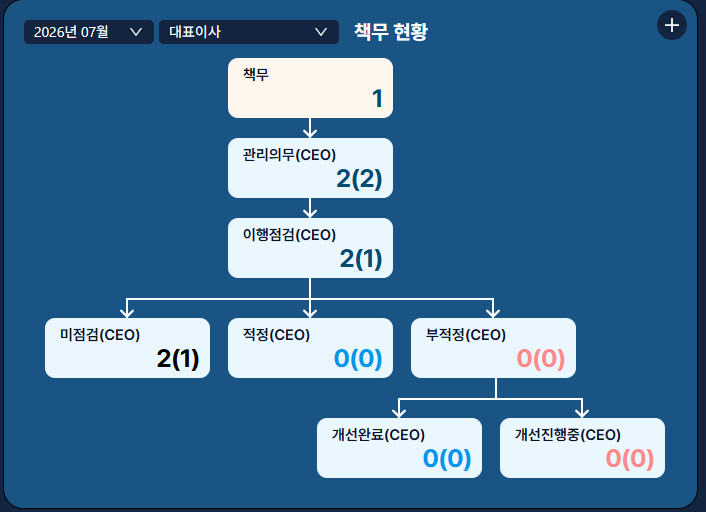 2026년 07월
대표이사
책무 현황
책무
1
관리의무(CEO)
2(2)
이행점검(CEO)
2(1)
미점검(CEO)
2(1)
적정(CEO)
0(0)
부적정(CEO)
0(0)
개선완료(CEO)
0(0)
개선진행중(CEO)
0(0)